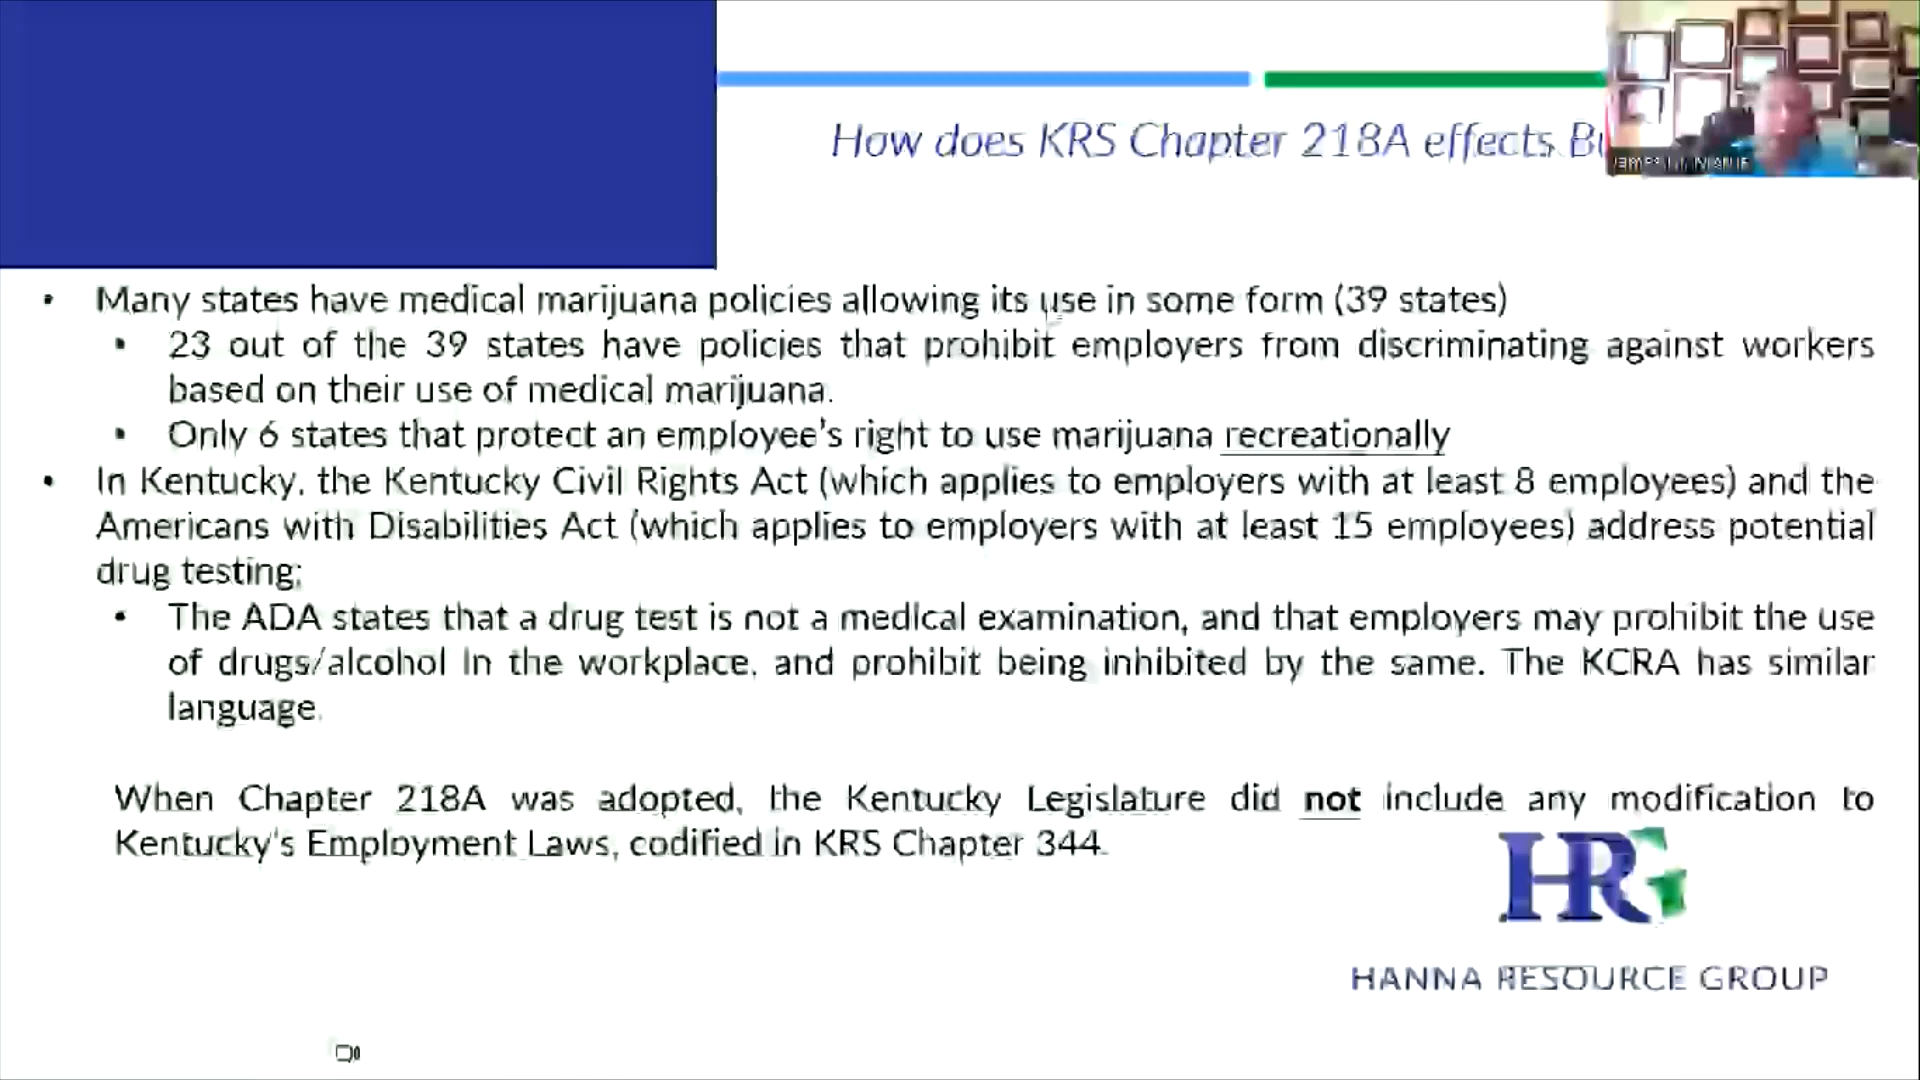 How does KRS Chapter 218A effects
• Many states have medical marijuana policies allowing its use in some form (39 states)
• 23 out of the 39 states have policies that prohibit employers from discriminating against workers
based on their use of medical marijuana.
• Only 6 states that protect an employee's right to use marijuana recreationally
• In Kentucky, the Kentucky Civil Rights Act (which applies to employers with at least 8 employees) and the
Americans with Disabilities Act (which applies to employers with at least 15 employees) address potential
drug testing;
• The ADA states that a drug test is not a medical examination, and that employers may prohibit the use
of drugs/alcohol in the workplace, and prohibit being inhibited by the same. The KCRA has similar
language.
When Chapter 218A was adopted, the Kentucky Legislature did not include any modification to
Kentucky's Employment Laws, codified in KRS Chapter 344.
HRG
HANNA RESOURCE GROUP